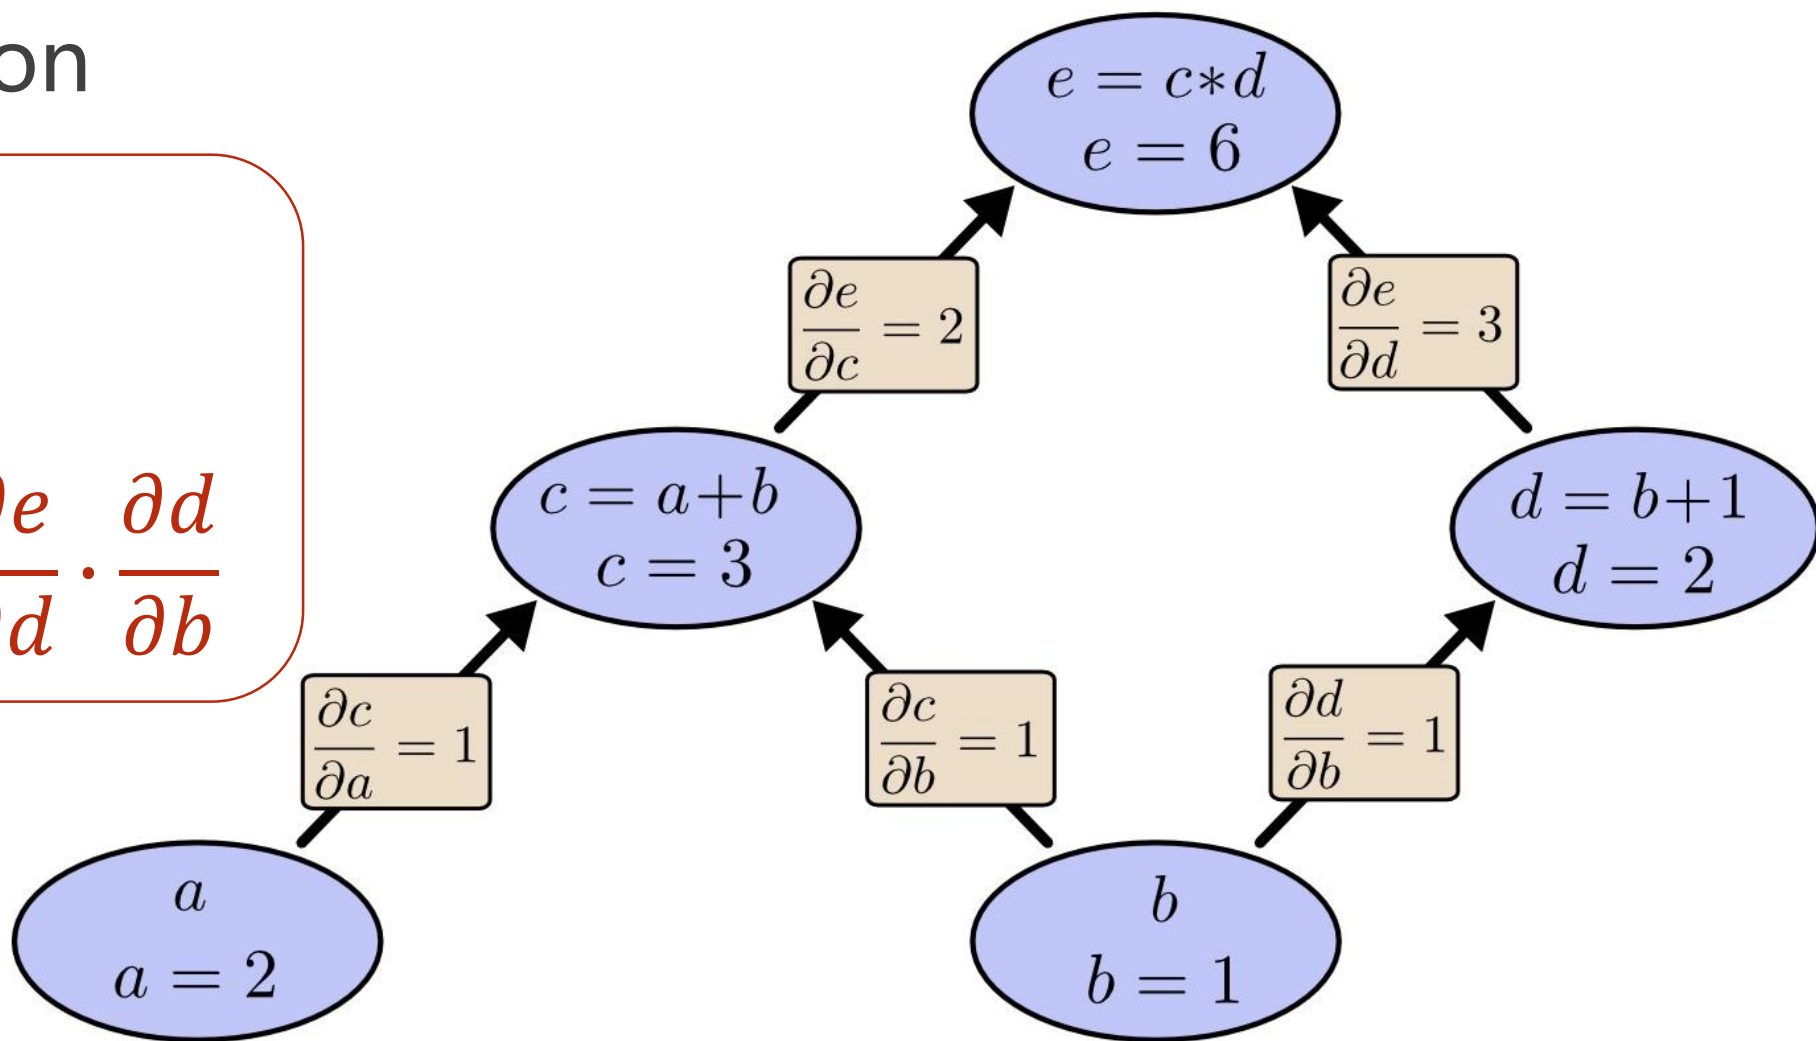 on
∂e/∂d · ∂d/∂b
e = c*d
e = 6
∂e/∂c = 2
∂e/∂d = 3
c = a+b
c = 3
d = b+1
d = 2
∂c/∂a = 1
∂c/∂b = 1
∂d/∂b = 1
a
a = 2
b
b = 1